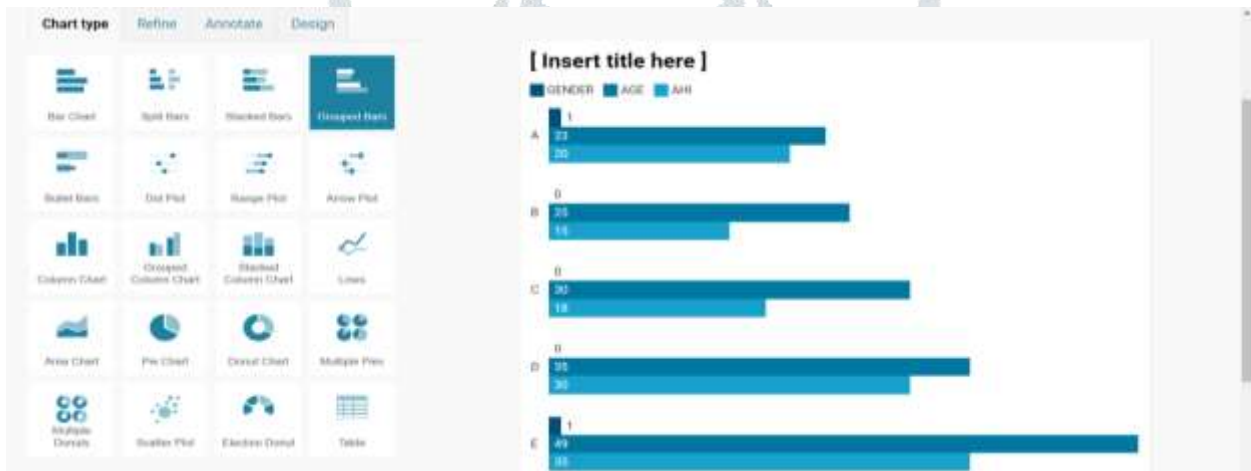 Chart type Refine Annotate Design
Bar Chart Split Bars Stacked Bars Grouped Bars
Bullet Bars Dot Plot Range Plot Arrow Plot
Column Chart Grouped Column Chart Stacked Column Chart Lines
Area Chart Pie Chart Donut Chart Multiple Pies
Multiple Donuts Scatter Plot Election Donut Table
[ Insert title here ]
GENDER AGE AHI
1
A 23
20
0
B 25
15
0
C 30
18
0
D 35
30
1
E 49
35